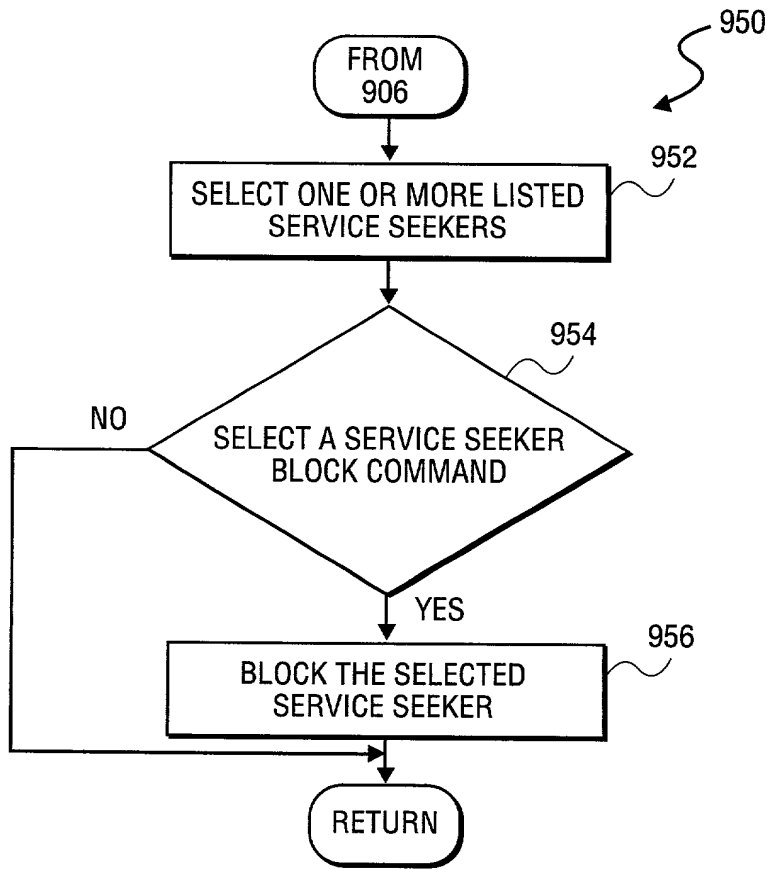 950
FROM
906
952
SELECT ONE OR MORE LISTED
SERVICE SEEKERS
954
NO
SELECT A SERVICE SEEKER
BLOCK COMMAND
YES
956
BLOCK THE SELECTED
SERVICE SEEKER
RETURN